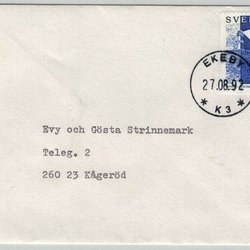 SVE
EKEBY
27.08.92
* K3 *
Evy och Gösta Strinnemark
Teleg. 2
260 23 Kågeröd